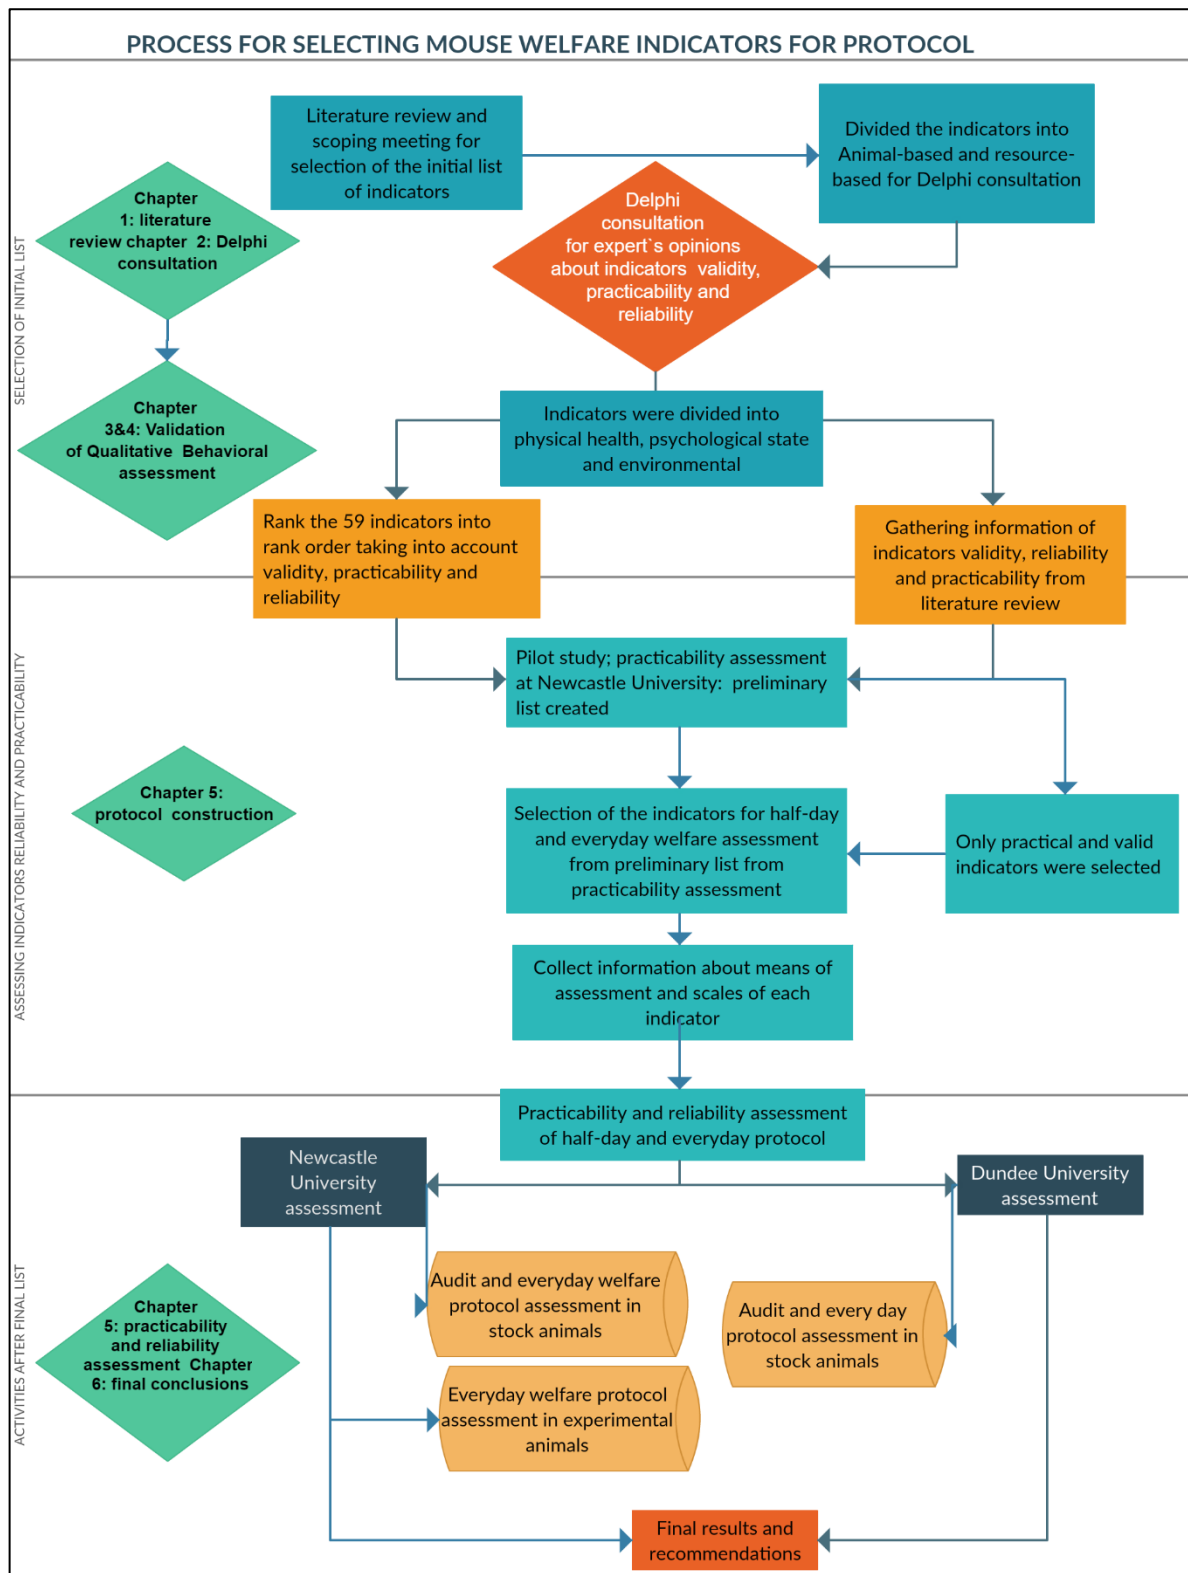 PROCESS FOR SELECTING MOUSE WELFARE INDICATORS FOR PROTOCOL
SELECTION OF INITIAL LIST
Literature review and
scoping meeting for
selection of the initial list
of indicators
Divided the indicators into
Animal-based and resource-
based for Delphi consultation
Chapter
1: literature
review chapter 2: Delphi
consultation
Delphi
consultation
for expert`s opinions
about indicators validity,
practicability and
reliability
Chapter
3&4: Validation
of Qualitative Behavioral
assessment
Indicators were divided into
physical health, psychological state
and environmental
Rank the 59 indicators into
rank order taking into account
validity, practicability and
reliability
Gathering information of
indicators validity, reliability
and practicability from
literature review
ASSESSING INDICATORS RELIABILITY AND PRACTICABILITY
Pilot study; practicability assessment
at Newcastle University: preliminary
list created
Chapter 5:
protocol construction
Selection of the indicators for half-day
and everyday welfare assessment
from preliminary list from
practicability assessment
Only practical and valid
indicators were selected
Collect information about means of
assessment and scales of each
indicator
ACTIVITIES AFTER FINAL LIST
Practicability and reliability assessment
of half-day and everyday protocol
Newcastle
University
assessment
Dundee University
assessment
Chapter
5: practicability
and reliability
assessment Chapter
6: final conclusions
Audit and everyday welfare
protocol assessment in
stock animals
Audit and every day
protocol assessment in
stock animals
Everyday welfare protocol
assessment in experimental
animals
Final results and
recommendations